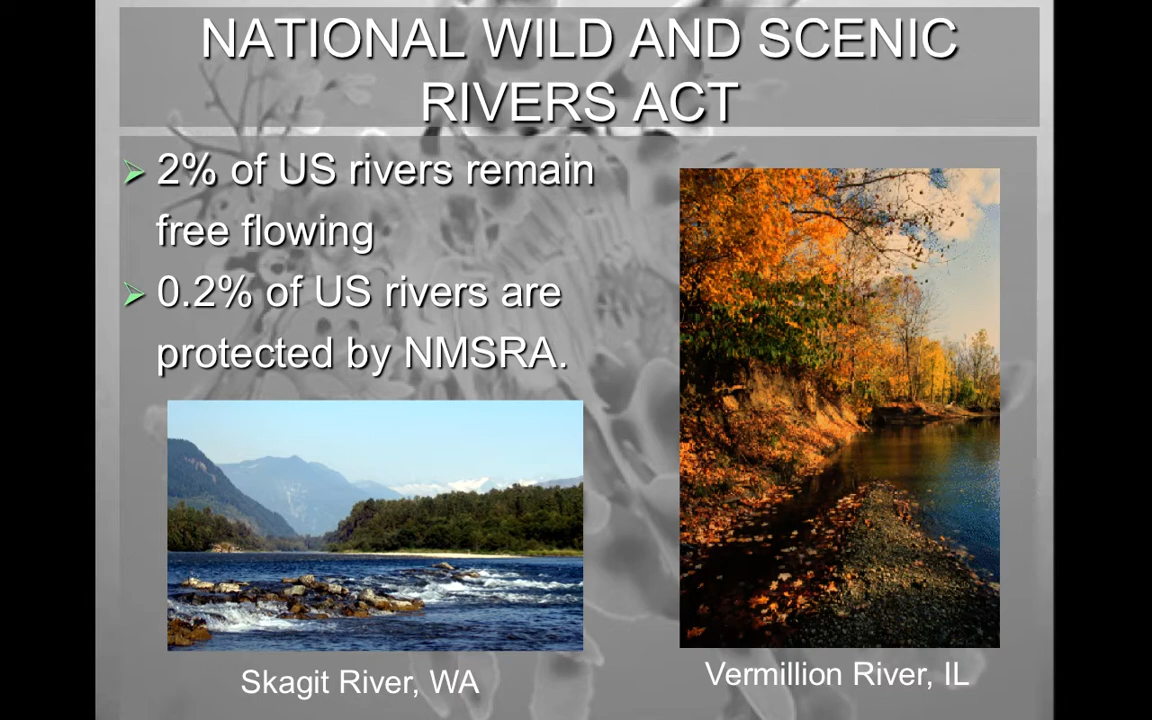 NATIONAL WILD AND SCENIC
RIVERS ACT
2% of US rivers remain
free flowing
0.2% of US rivers are
protected by NMSRA.
Skagit River, WA
Vermillion River, IL